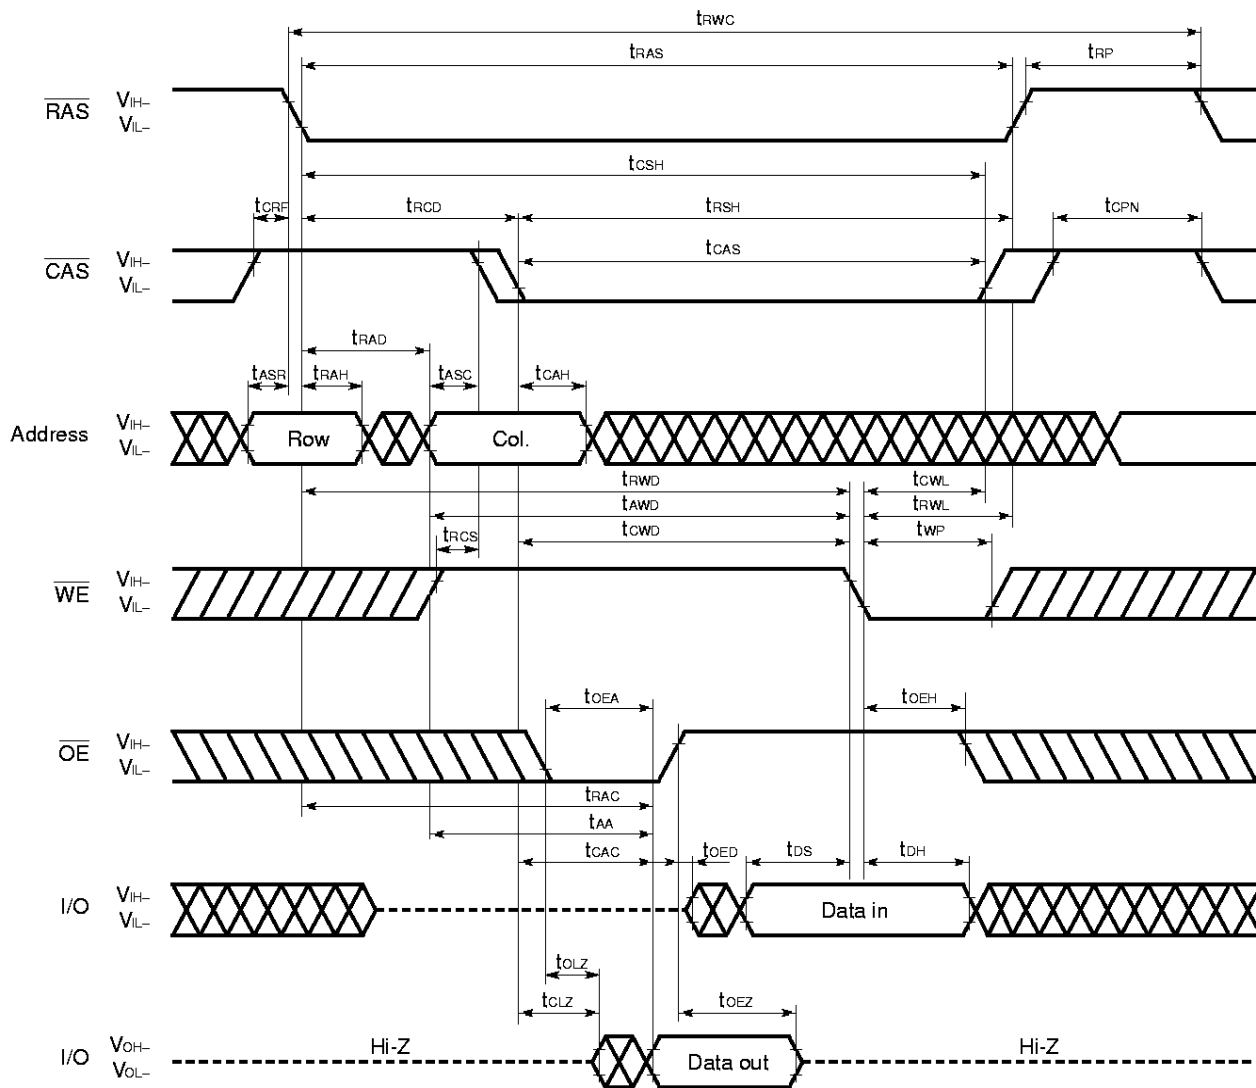 tRWC
tRAS tRP
RAS VIH–
VIL–
tCSH
tCRP tRCD tRSH tCPN
CAS VIH–
VIL–
tCAS
tRAD
tASR tRAH tASC tCAH
Address VIH–
VIL–
Row Col.
tRWD tCWL
tAWD tRWL
tRCS tCWD tWP
WE VIH–
VIL–
tOEA tOEH
OE VIH–
VIL–
tRAC
tAA
tCAC tOED tDS tDH
I/O VIH–
VIL–
Data in
tOLZ
tCLZ tOEZ
I/O VOH–
VOL–
Hi-Z Data out Hi-Z